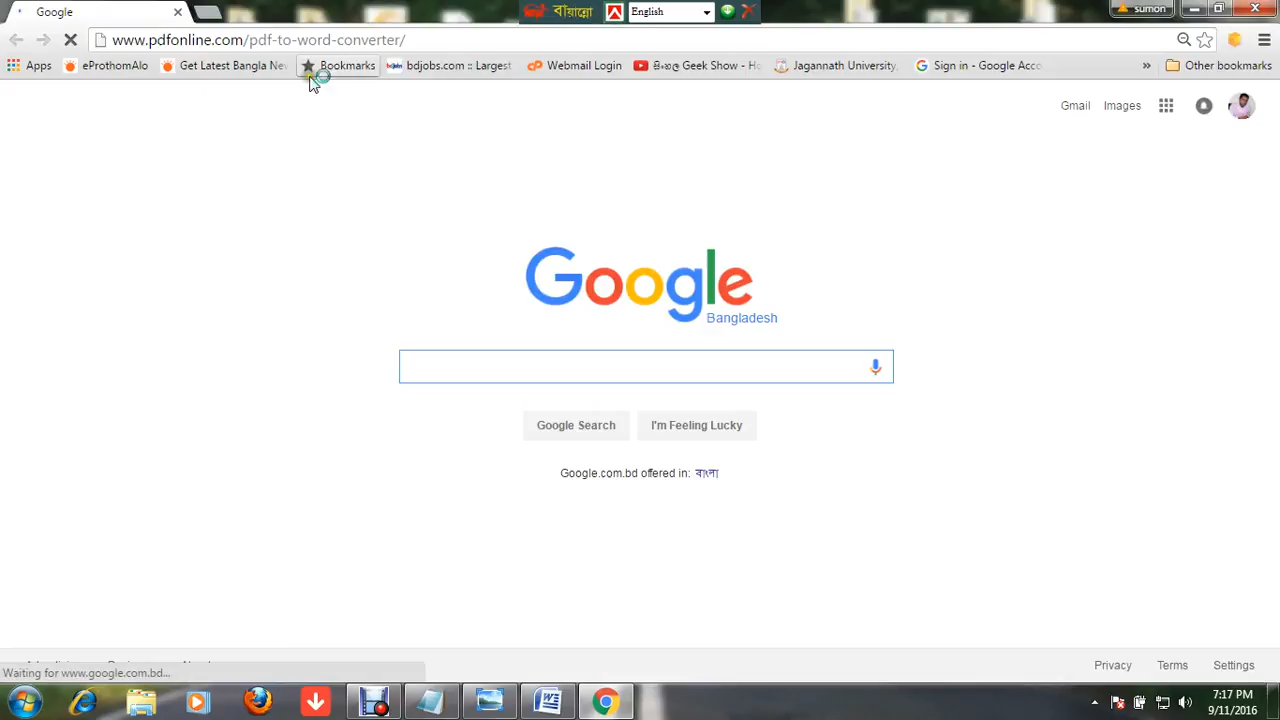 Google
বায়ান্নো English
sumon
www.pdfonline.com/pdf-to-word-converter/
Apps eProthomAlo Get Latest Bangla Ne Bookmarks bdjobs.com :: Largest Webmail Login සිංහල Geek Show - Ho Jagannath University, Sign in - Google Acco » Other bookmarks
Gmail Images
Google
Bangladesh
Google Search I'm Feeling Lucky
Google.com.bd offered in: বাংলা
Privacy Terms Settings
Waiting for www.google.com.bd...
7:17 PM
9/11/2016